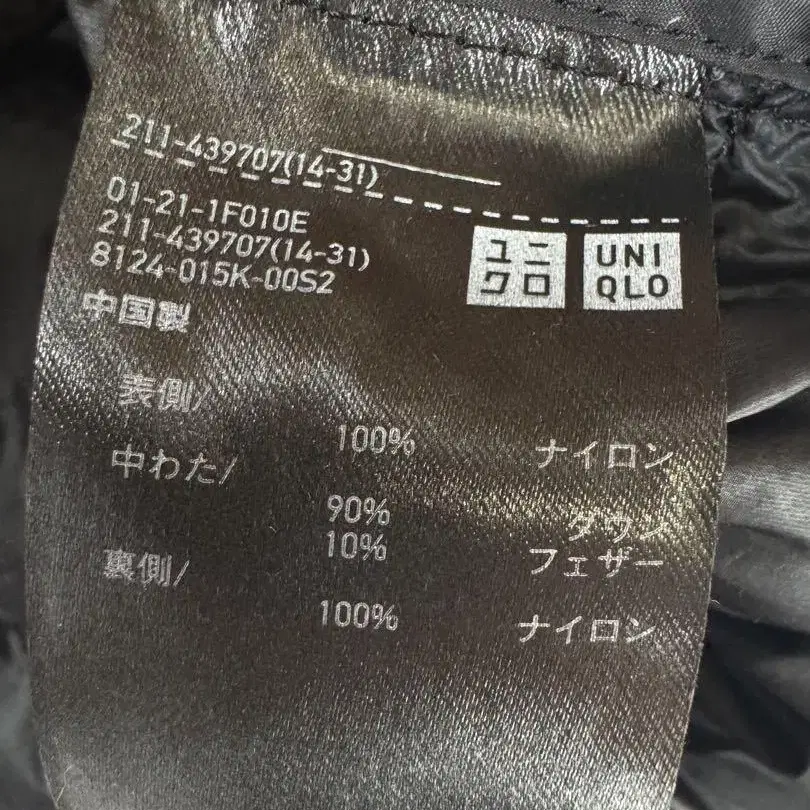 211-439707(14-31)
01-21-1F010E
211-439707(14-31)
8124-015K-00S2
中国製
ユニ
クロ
UNI
QLO
表側/
100% ナイロン
中わた/
90% ダウン
10% フェザー
裏側/
100% ナイロン